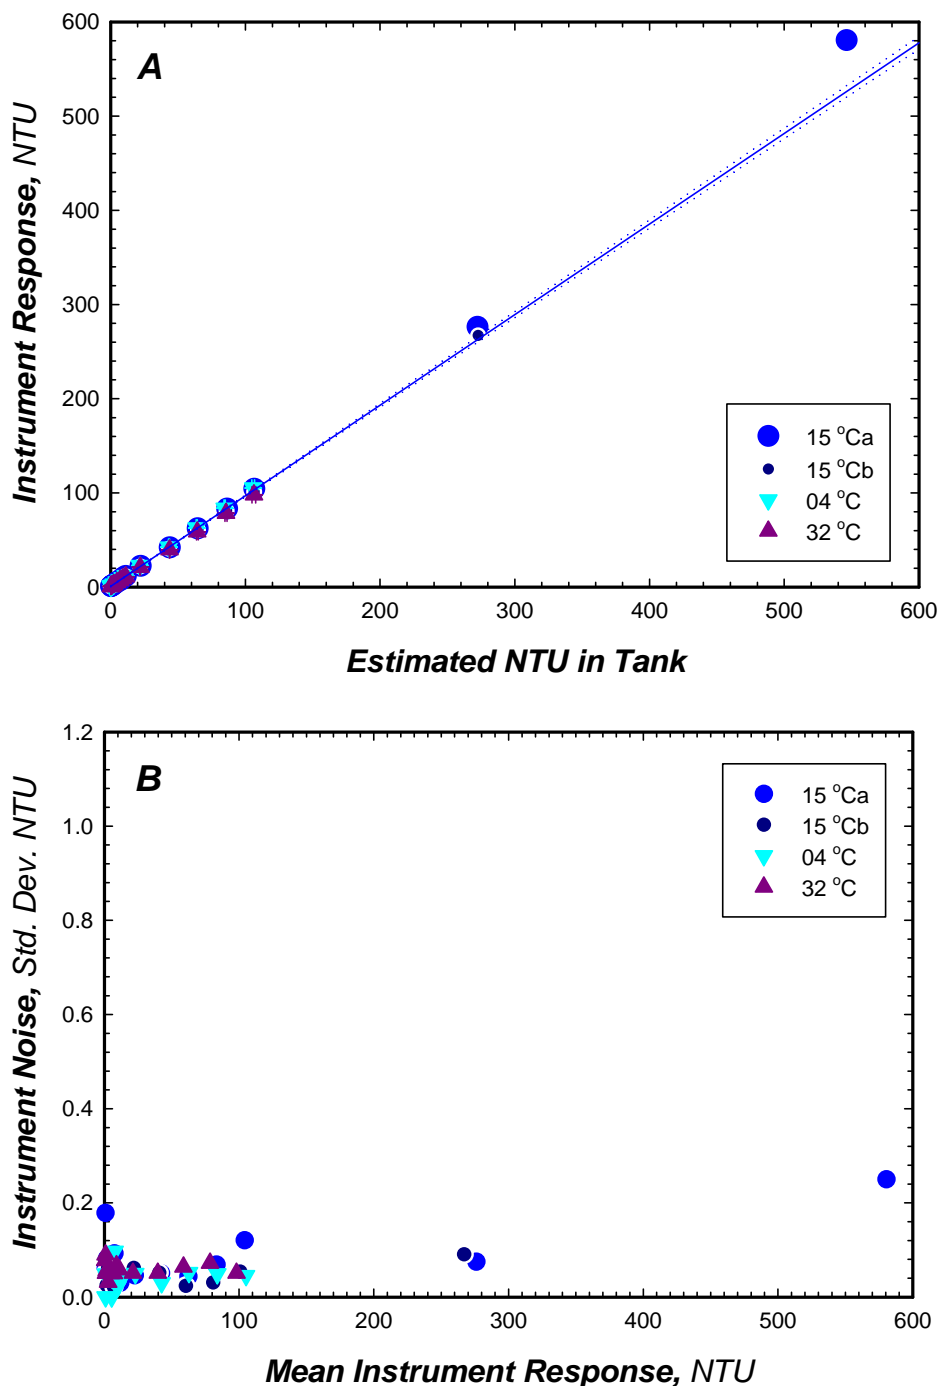 A
Instrument Response, NTU
600
500
400
300
200
100
0
0 100 200 300 400 500 600
Estimated NTU in Tank
15 °Ca
15 °Cb
04 °C
32 °C
B
Instrument Noise, Std. Dev. NTU
1.2
1.0
0.8
0.6
0.4
0.2
0.0
0 100 200 300 400 500 600
Mean Instrument Response, NTU
15 °Ca
15 °Cb
04 °C
32 °C